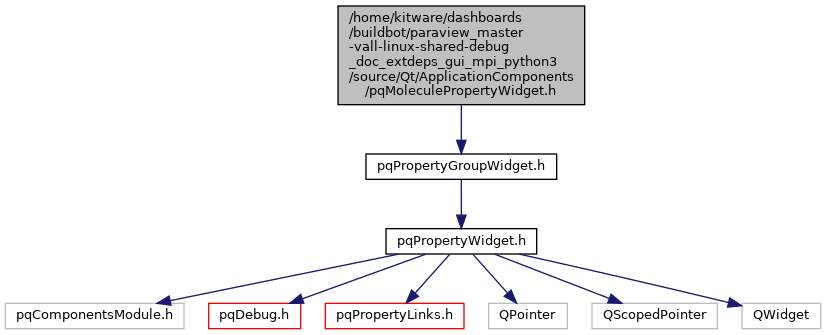 /home/kitware/dashboards
/buildbot/paraview_master
-vall-linux-shared-debug
_doc_extdeps_gui_mpi_python3
/source/Qt/ApplicationComponents
/pqMoleculePropertyWidget.h
pqPropertyGroupWidget.h
pqPropertyWidget.h
pqComponentsModule.h
pqDebug.h
pqPropertyLinks.h
QPointer
QScopedPointer
QWidget